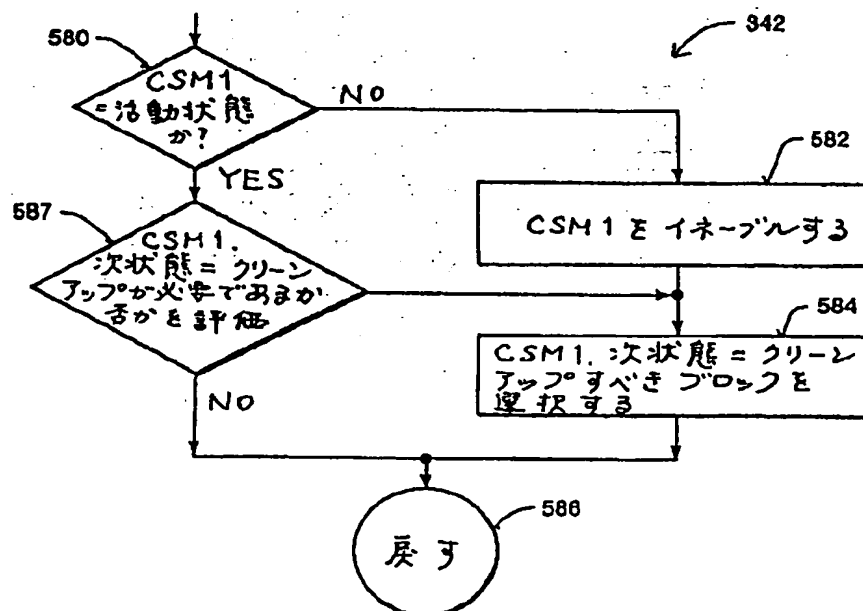 580
342
CSM1
=活動状態
か?
NO
YES
582
CSM1をイネーブルする
587
CSM1.
次状態=クリーン
アップが必要であるか
否かを評価
584
CSM1. 次状態=クリーン
アップすべきブロックを
選択する
NO
586
戻す